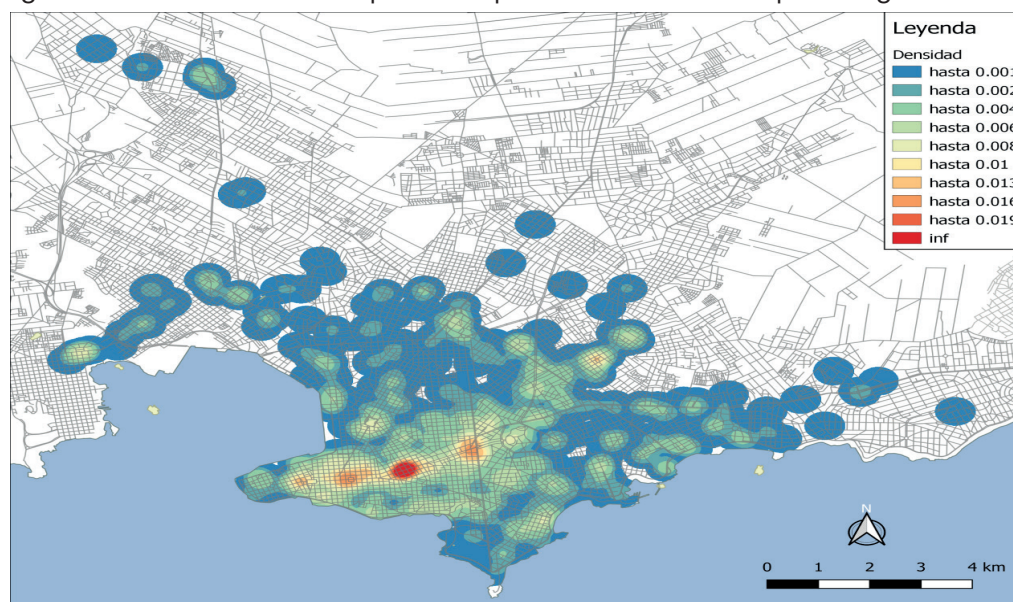 Leyenda
Densidad
hasta 0.001
hasta 0.002
hasta 0.004
hasta 0.006
hasta 0.008
hasta 0.01
hasta 0.013
hasta 0.016
hasta 0.019
inf
N
0 1 2 3 4 km